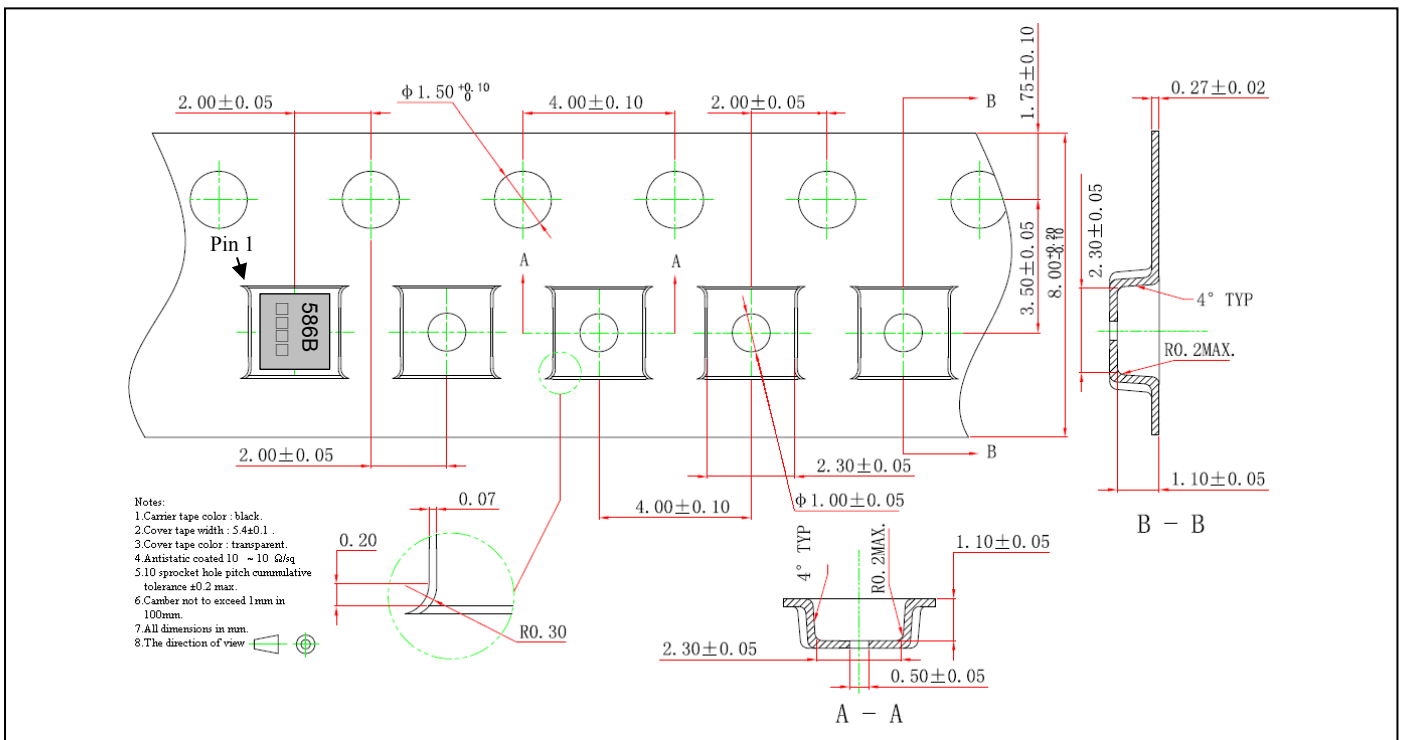 2.00±0.05
φ1.50 +0.10 0
4.00±0.10
2.00±0.05
B
1.75±0.10
0.27±0.02
Pin 1
A
A
3.50±0.05
8.00
2.30±0.05
4° TYP
R0.2MAX.
586B
□□□□
2.00±0.05
2.30±0.05
B
1.10±0.05
4.00±0.10
φ1.00±0.05
B - B
Notes:
1.Carrier tape color : black.
2.Cover tape width : 5.4±0.1 .
3.Cover tape color : transparent.
4.Antistatic coated 10 ~ 10 Ω/sq
5.10 sprocket hole pitch cummulative
tolerance ±0.2 max.
6.Camber not to exceed 1mm in
100mm.
7.All dimensions in mm.
8.The direction of view
0.07
0.20
R0.30
4° TYP
R0.2MAX.
1.10±0.05
2.30±0.05
0.50±0.05
A - A